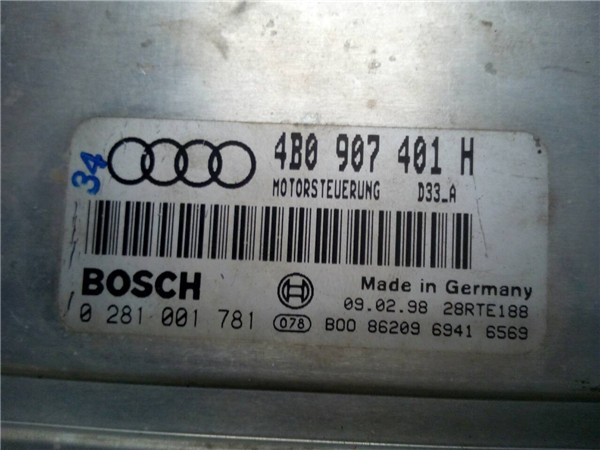 34
4B0 907 401 H
MOTORSTEUERUNG D33_A
BOSCH
Made in Germany
09.02.98 28RTE188
0 281 001 781 078 B00 86209 6941 6569